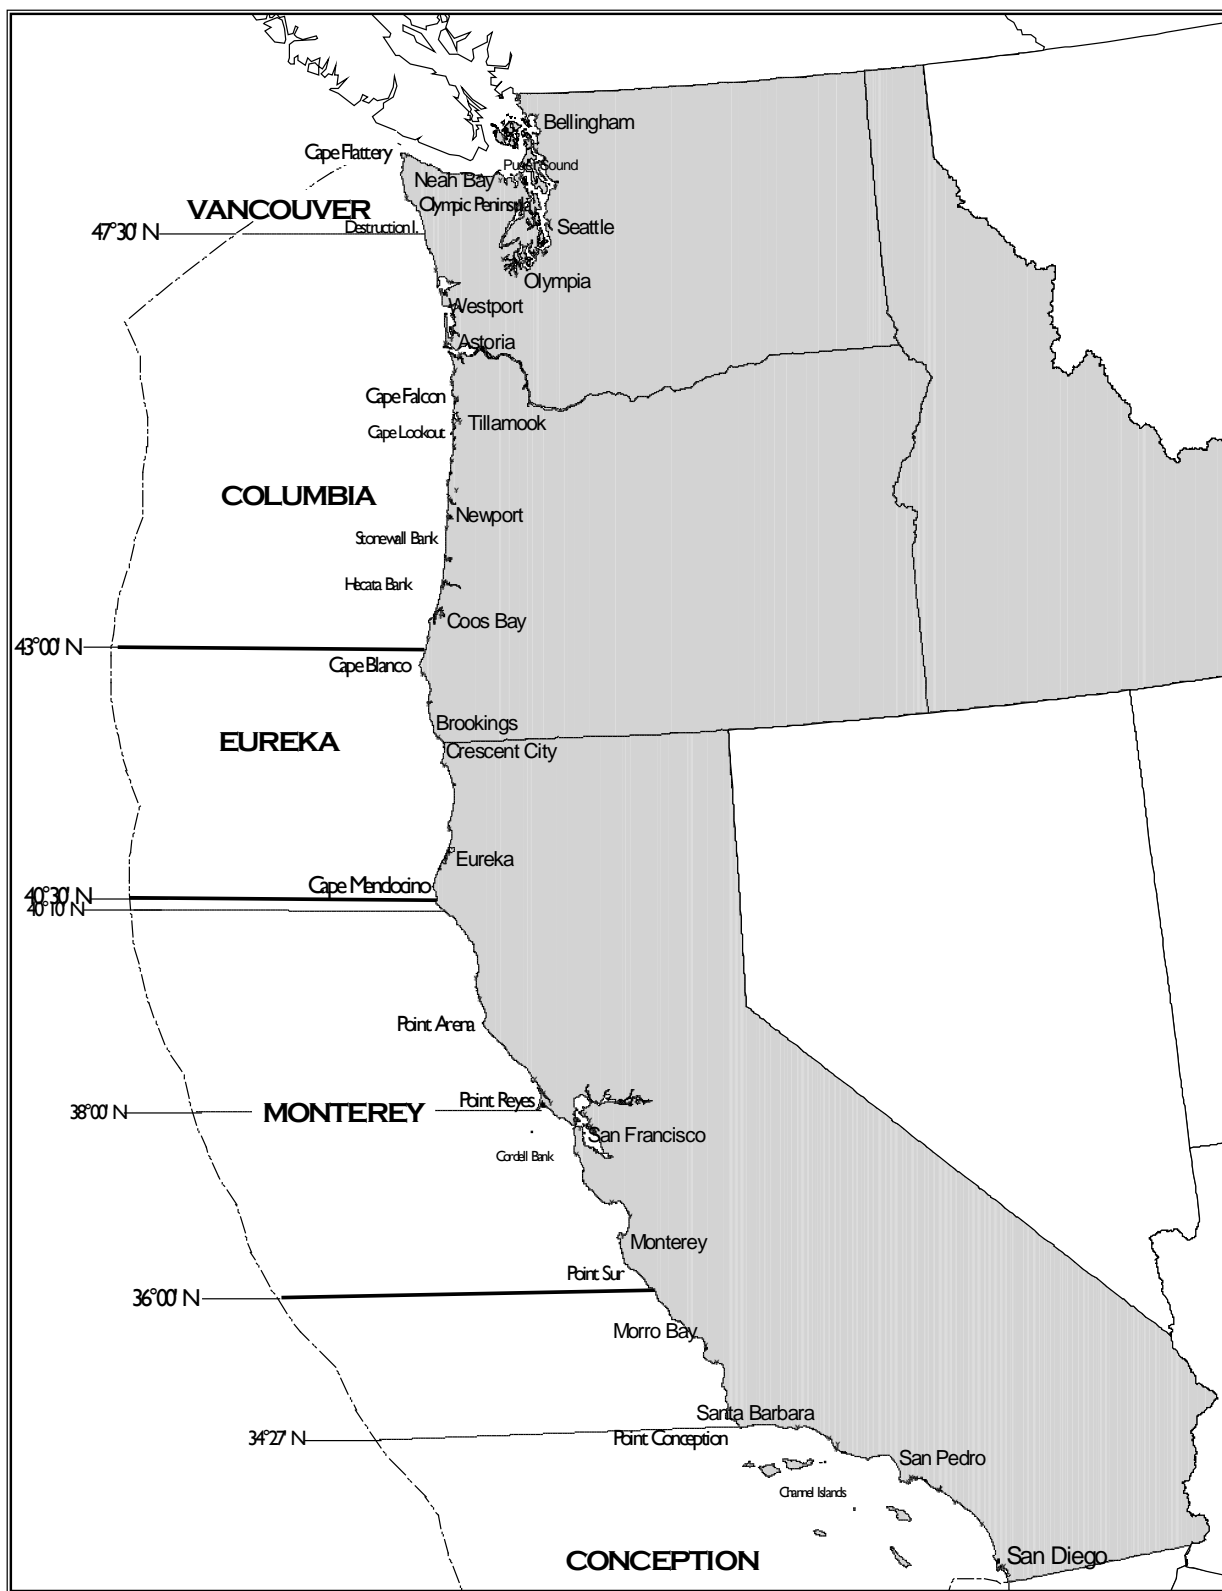 Bellingham
Cape Flattery
Puget Sound
Neah Bay
Olympic Peninsula
VANCOUVER
47°30' N
Destruction I.
Seattle
Olympia
Westport
Astoria
Cape Falcon
Tillamook
Cape Lookout
COLUMBIA
Newport
Stonewall Bank
Hecata Bank
Coos Bay
43°00' N
Cape Blanco
Brookings
EUREKA
Crescent City
Eureka
Cape Mendocino
40°30' N
40°10' N
Point Arena
Point Reyes
38°00' N
MONTEREY
San Francisco
Cordell Bank
Monterey
Point Sur
36°00' N
Morro Bay
Santa Barbara
34°27' N
Point Conception
San Pedro
Channel Islands
San Diego
CONCEPTION